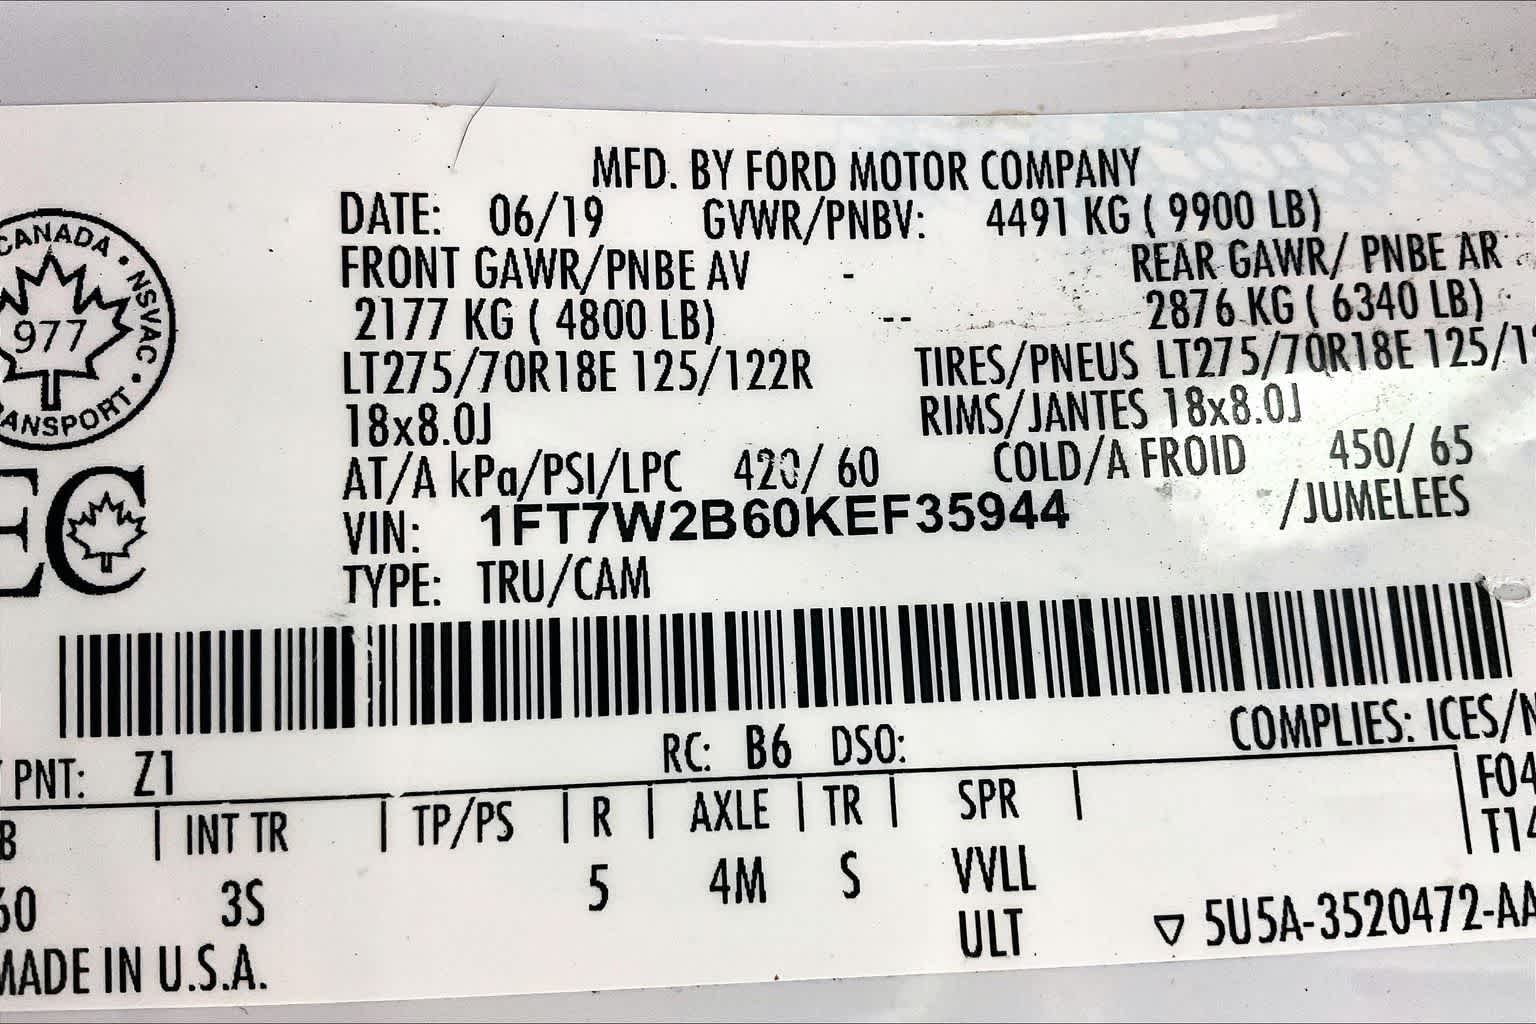 CANADA • NSVAC •
977
MFD. BY FORD MOTOR COMPANY
DATE: 06/19 GVWR/PNBV: 4491 KG ( 9900 LB)
FRONT GAWR/PNBE AV - REAR GAWR/ PNBE AR
2177 KG ( 4800 LB) -- 2876 KG ( 6340 LB)
LT275/70R18E 125/122R TIRES/PNEUS LT275/70R18E 125/1
18x8.0J RIMS/JANTES 18x8.0J
AT/A kPa/PSI/LPC 420/ 60 COLD/A FROID 450/ 65
VIN: 1FT7W2B60KEF35944 /JUMELEES
TYPE: TRU/CAM
COMPLIES: ICES/N
PNT: Z1 RC: B6 DSO:
B | INT TR | TP/PS | R | AXLE | TR | SPR | F04
T14
60 3S 5 4M S VVLL
ULT ▽ 5U5A-3520472-AA
MADE IN U.S.A.